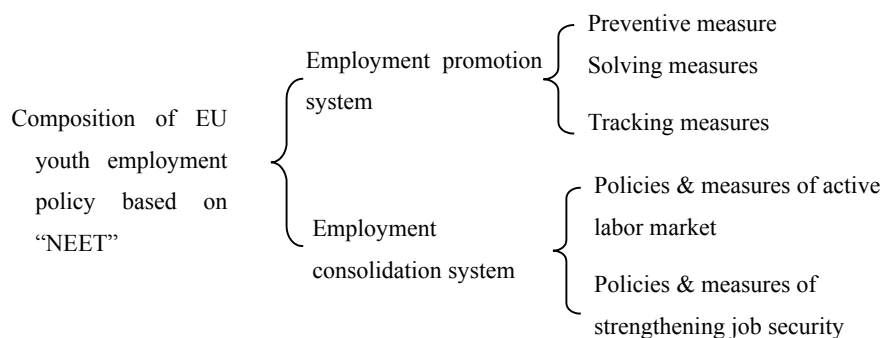 Composition of EU
youth employment
policy based on
“NEET”
Employment promotion
system
Preventive measure
Solving measures
Tracking measures
Employment
consolidation system
Policies & measures of active
labor market
Policies & measures of
strengthening job security